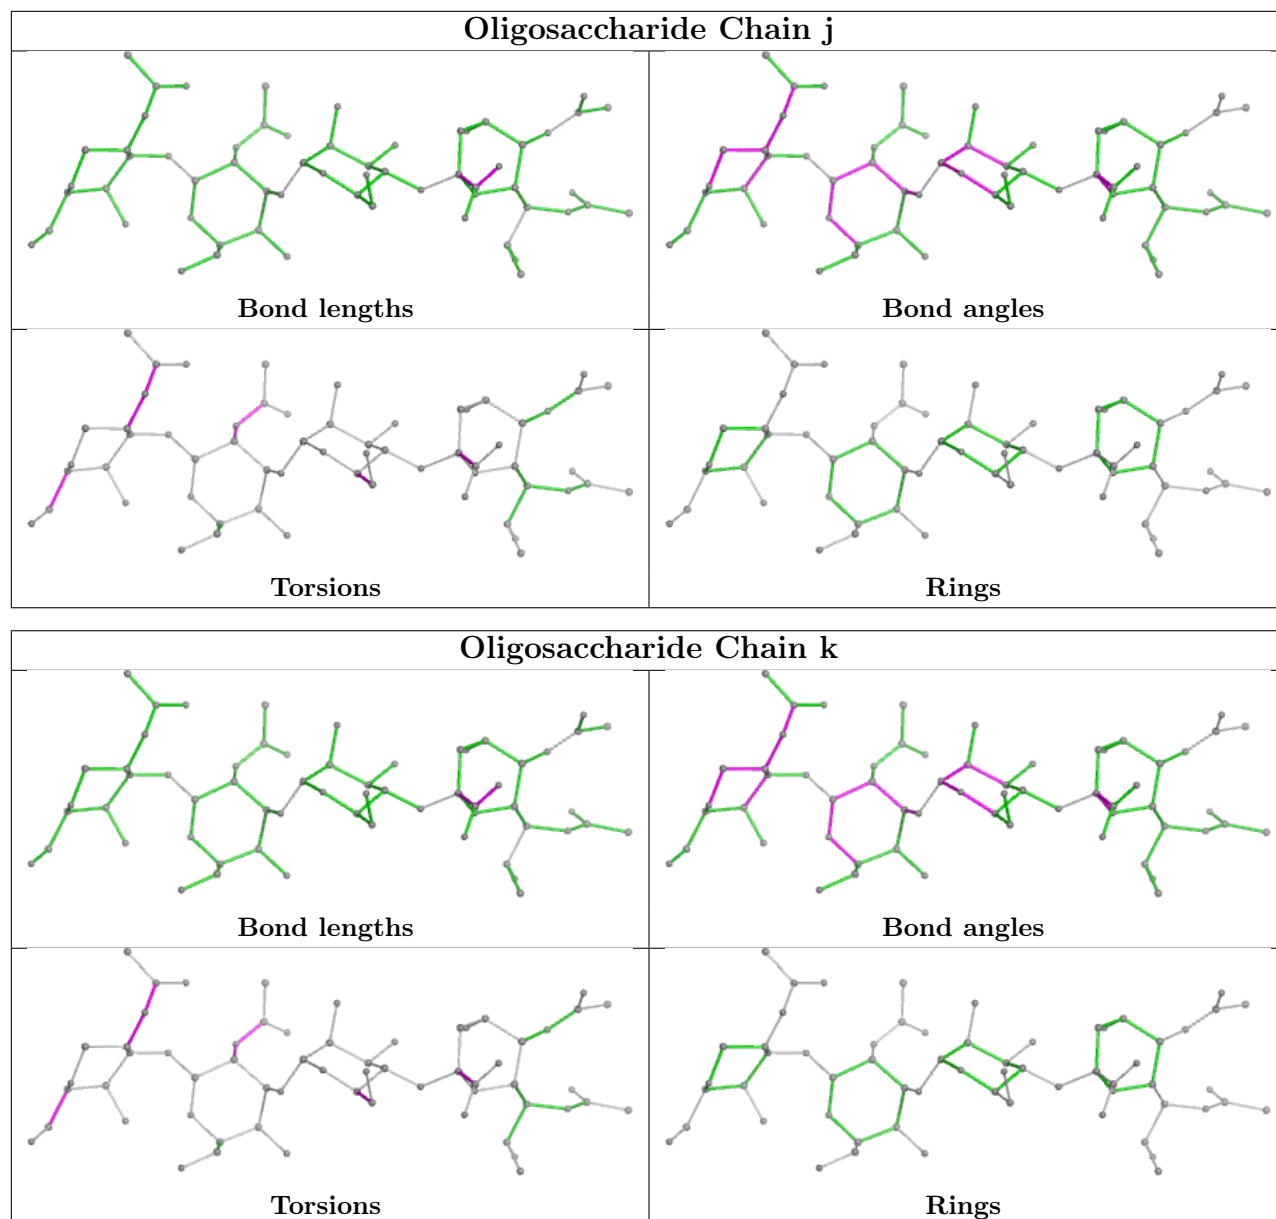 Oligosaccharide Chain j
Bond lengths
Bond angles
Torsions
Rings
Oligosaccharide Chain k
Bond lengths
Bond angles
Torsions
Rings